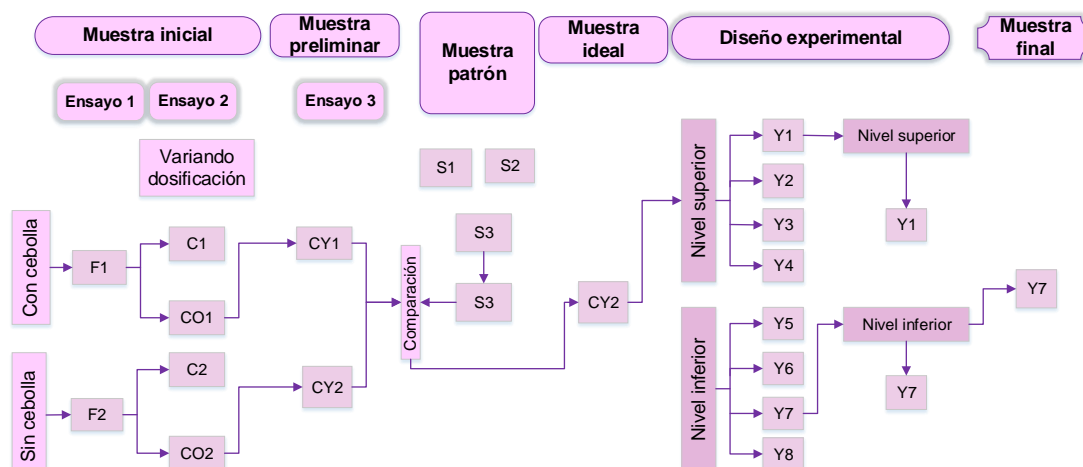 Muestra inicial
Muestra
preliminar
Muestra
patrón
Muestra
ideal
Diseño experimental
Muestra
final
Ensayo 1
Ensayo 2
Ensayo 3
Variando
dosificación
S1
S2
Con cebolla
F1
C1
CO1
CY1
Sin cebolla
F2
C2
CO2
CY2
Comparación
S3
S3
CY2
Nivel superior
Y1
Y2
Y3
Y4
Nivel superior
Y1
Nivel inferior
Y5
Y6
Y7
Y8
Nivel inferior
Y7
Y7